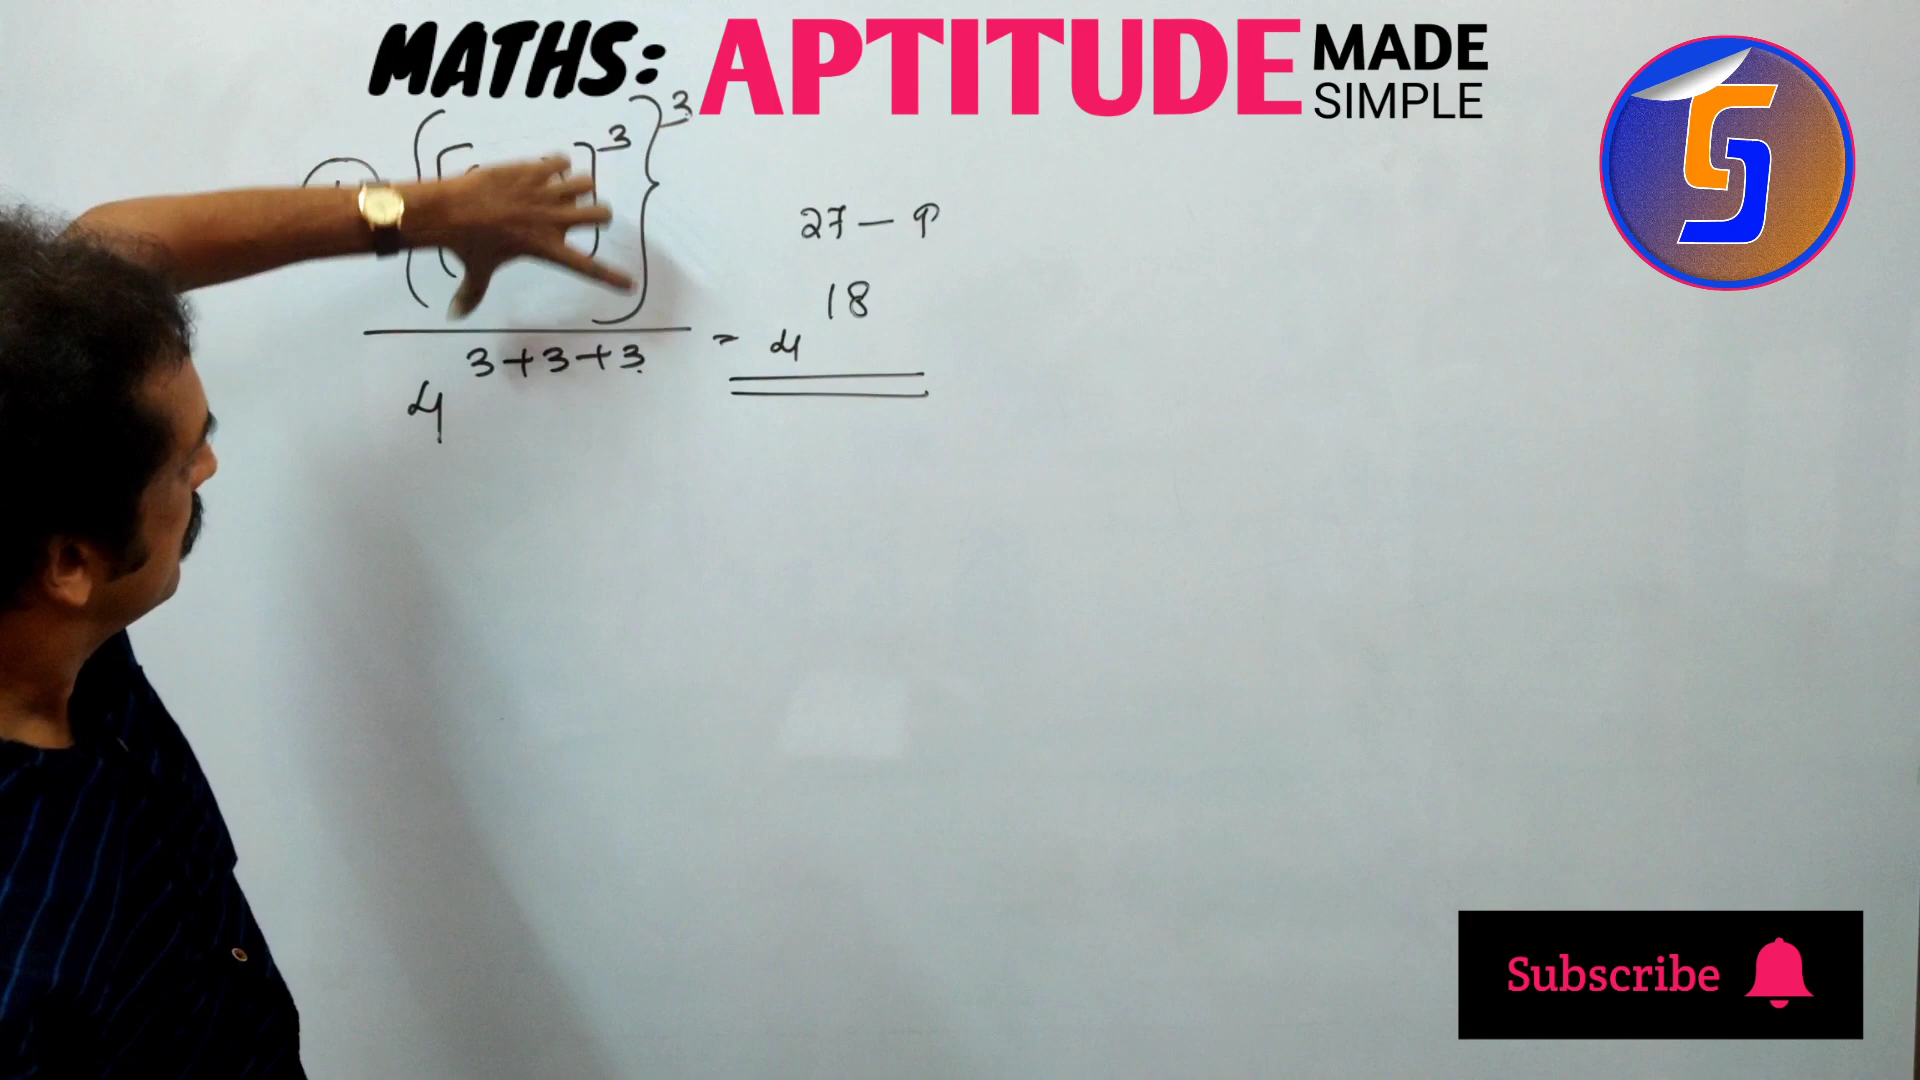 MATHS: APTITUDE MADE SIMPLE
{[ ]³}³
27 — 9
18
3+3+3 = 4
4
Subscribe